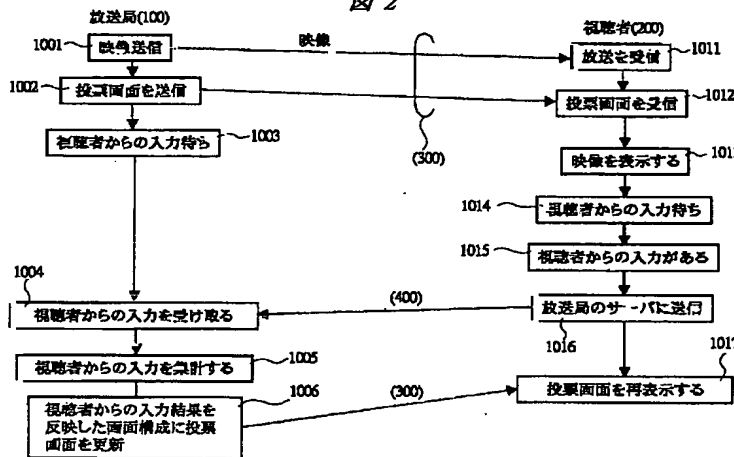 図2
放送局(100)
視聴者(200)
1001
映像送信
映像
放送を受信
1011
1002
投票画面を送信
投票画面を受信
1012
視聴者からの入力待ち
1003
(300)
映像を表示する
1014
視聴者からの入力待ち
1015
視聴者からの入力がある
1004
視聴者からの入力を受け取る
(400)
放送局のサーバに送信
1016
視聴者からの入力を集計する
1005
1006
視聴者からの入力結果を
反映した画面構成に投票
画面を更新
(300)
投票画面を再表示する